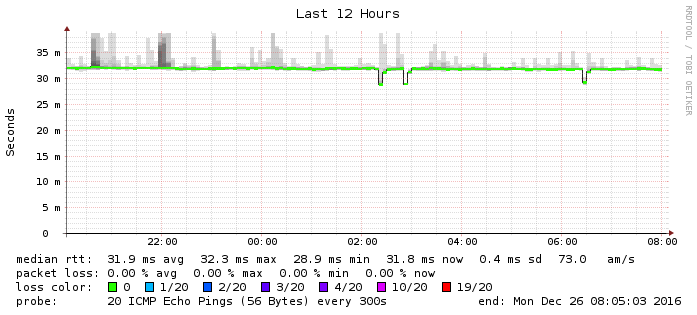 Last 12 Hours
RRDTOOL / TOBI OETIKER
Seconds
35 m
30 m
25 m
20 m
15 m
10 m
5 m
0
22:00 00:00 02:00 04:00 06:00 08:00
median rtt: 31.9 ms avg 32.3 ms max 28.9 ms min 31.8 ms now 0.4 ms sd 73.0 am/s
packet loss: 0.00 % avg 0.00 % max 0.00 % min 0.00 % now
loss color: 0 1/20 2/20 3/20 4/20 10/20 19/20
probe: 20 ICMP Echo Pings (56 Bytes) every 300s end: Mon Dec 26 08:05:03 2016